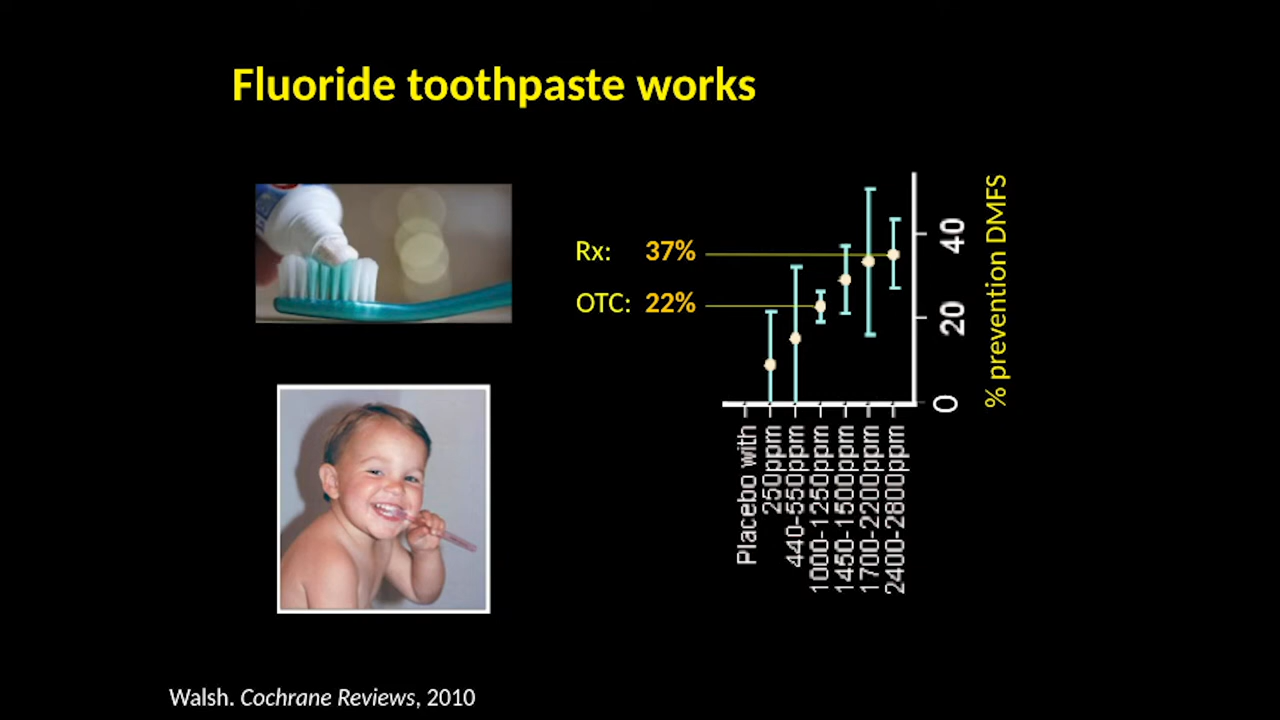 Fluoride toothpaste works
Rx: 37%
OTC: 22%
40
20
0
% prevention DMFS
Placebo with
250ppm
440-550ppm
1000-1250ppm
1450-1500ppm
1700-2200ppm
2400-2800ppm
Walsh. Cochrane Reviews, 2010